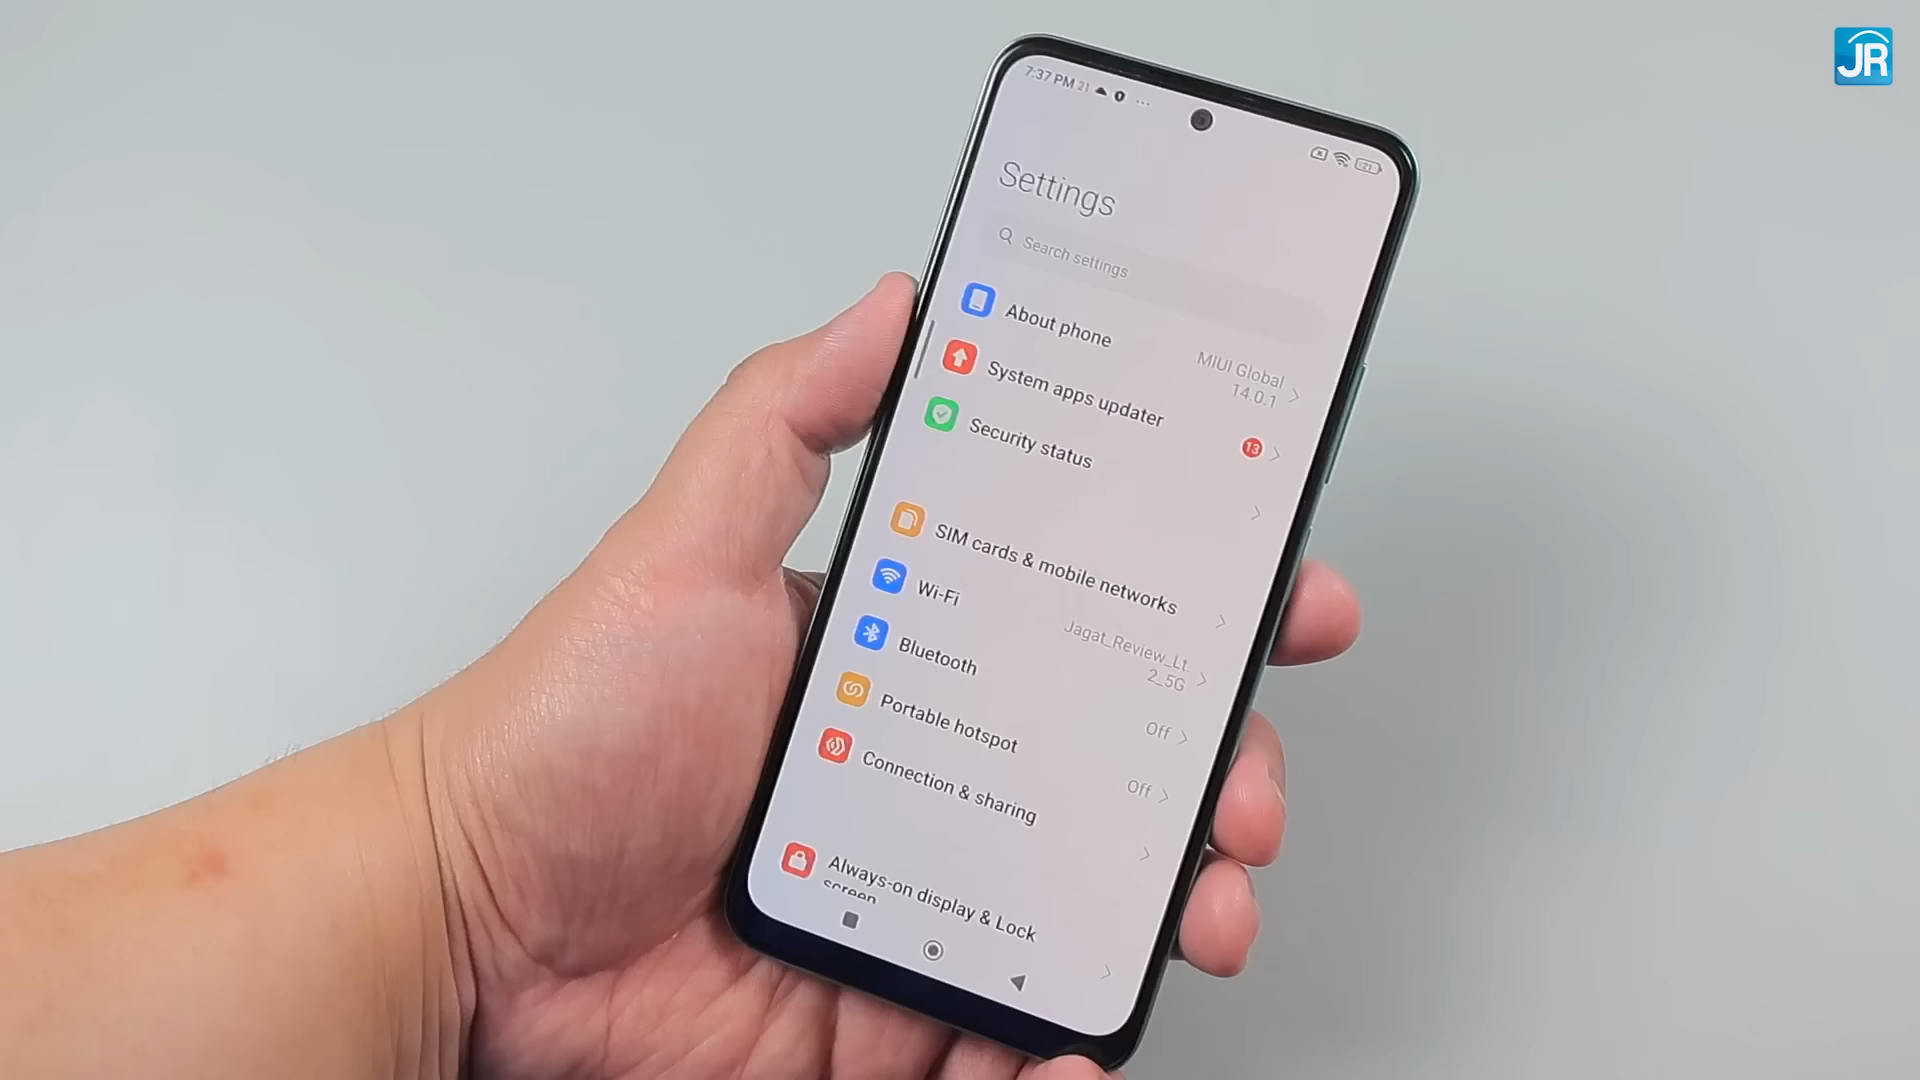 JR
7:37 PM 21
Settings
Search settings
About phone
MIUI Global
14.0.1
System apps updater
13
Security status
SIM cards & mobile networks
Wi-Fi
Jagat_Review_Lt.
2_5G
Bluetooth
Off
Portable hotspot
Off
Connection & sharing
Always-on display & Lock
screen